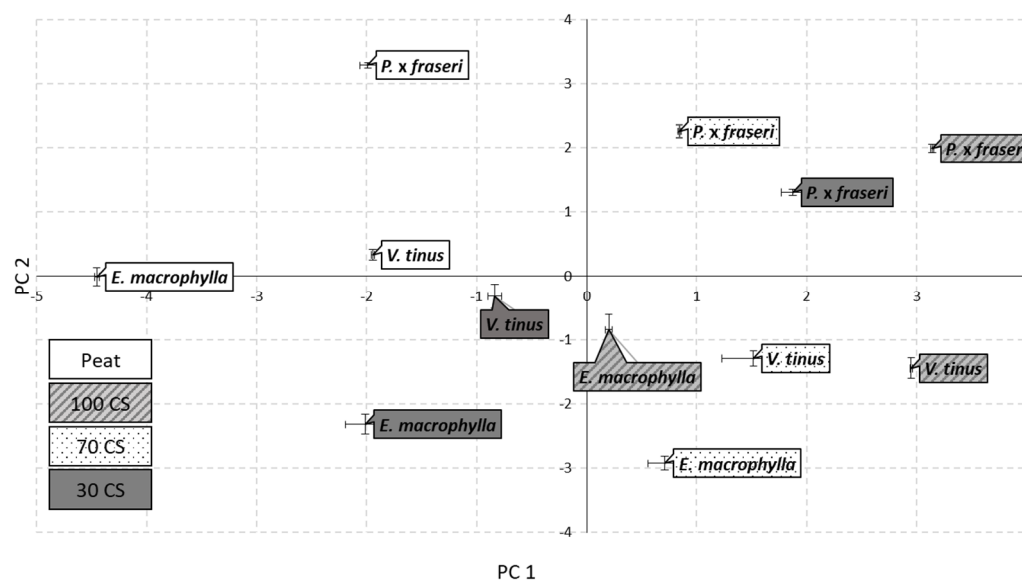 4
P. x fraseri
3
P. x fraseri
2
P. x fraser
P. x fraseri
1
V. tinus
PC 2
E. macrophylla
0
-5 -4 -3 -2 -1 0 1 2 3
V. tinus
-1
Peat
V. tinus
V. tinus
E. macrophylla
100 CS
-2
E. macrophylla
70 CS
E. macrophylla
-3
30 CS
-4
PC 1